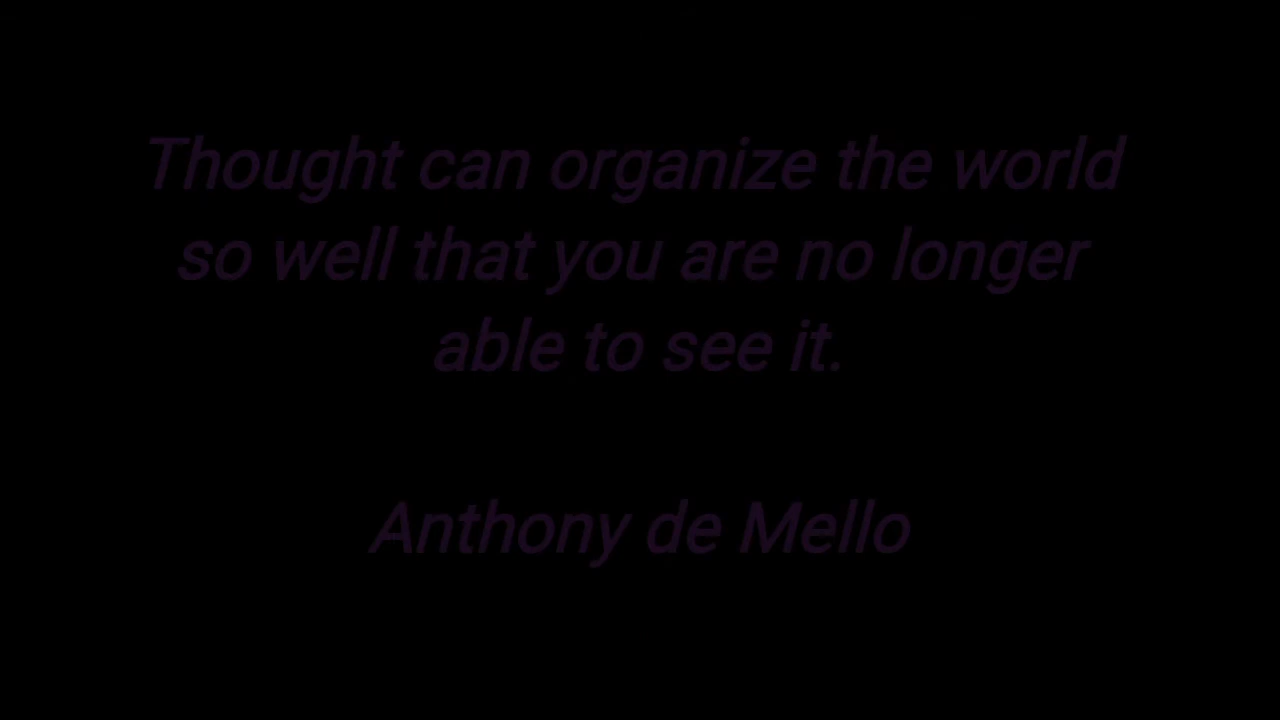 Thought can organize the world
so well that you are no longer
able to see it.
Anthony de Mello